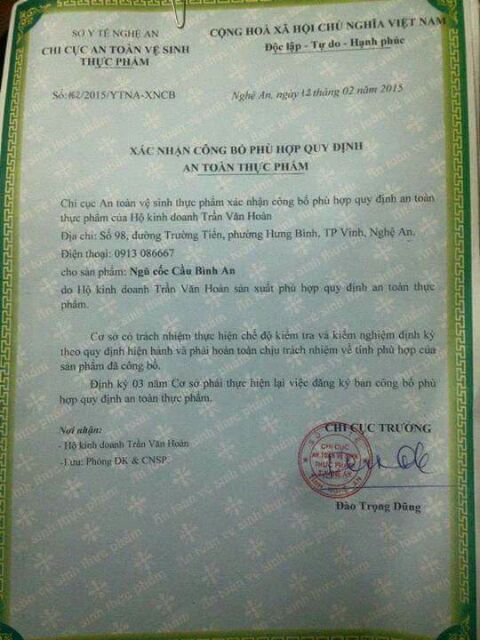 SỞ Y TẾ NGHỆ AN
CHI CỤC AN TOÀN VỆ SINH
THỰC PHẨM
CỘNG HOÀ XÃ HỘI CHỦ NGHĨA VIỆT NAM
Độc lập - Tự do - Hạnh phúc
Số: /2015/YTNA-XNCB
Nghệ An, ngày 12 tháng 02 năm 2015
XÁC NHẬN CÔNG BỐ PHÙ HỢP QUY ĐỊNH
AN TOÀN THỰC PHẨM
Chi cục An toàn vệ sinh thực phẩm xác nhận công bố phù hợp quy định an toàn
thực phẩm của Hộ kinh doanh Trần Văn Hoàn
Địa chỉ: Số 98, đường Trường Tiến, phường Hưng Bình, TP Vinh, Nghệ An.
Điện thoại: 0913 086667
cho sản phẩm: Ngũ cốc Cầu Bình An
do Hộ kinh doanh Trần Văn Hoàn sản xuất phù hợp quy định an toàn thực
phẩm.
Cơ sở có trách nhiệm thực hiện chế độ kiểm tra và kiểm nghiệm định kỳ
theo quy định hiện hành và phải hoàn toàn chịu trách nhiệm về tính phù hợp của
sản phẩm đã công bố.
Định kỳ 03 năm Cơ sở phải thực hiện lại việc đăng ký bản công bố phù
hợp quy định an toàn thực phẩm.
Nơi nhận:
- Hộ kinh doanh Trần Văn Hoàn
- Lưu: Phòng ĐK & CNSP.
CHI CỤC TRƯỞNG
CHI CỤC
AN TOÀN VỆ SINH
THỰC PHẨM
Đào Trọng Dũng